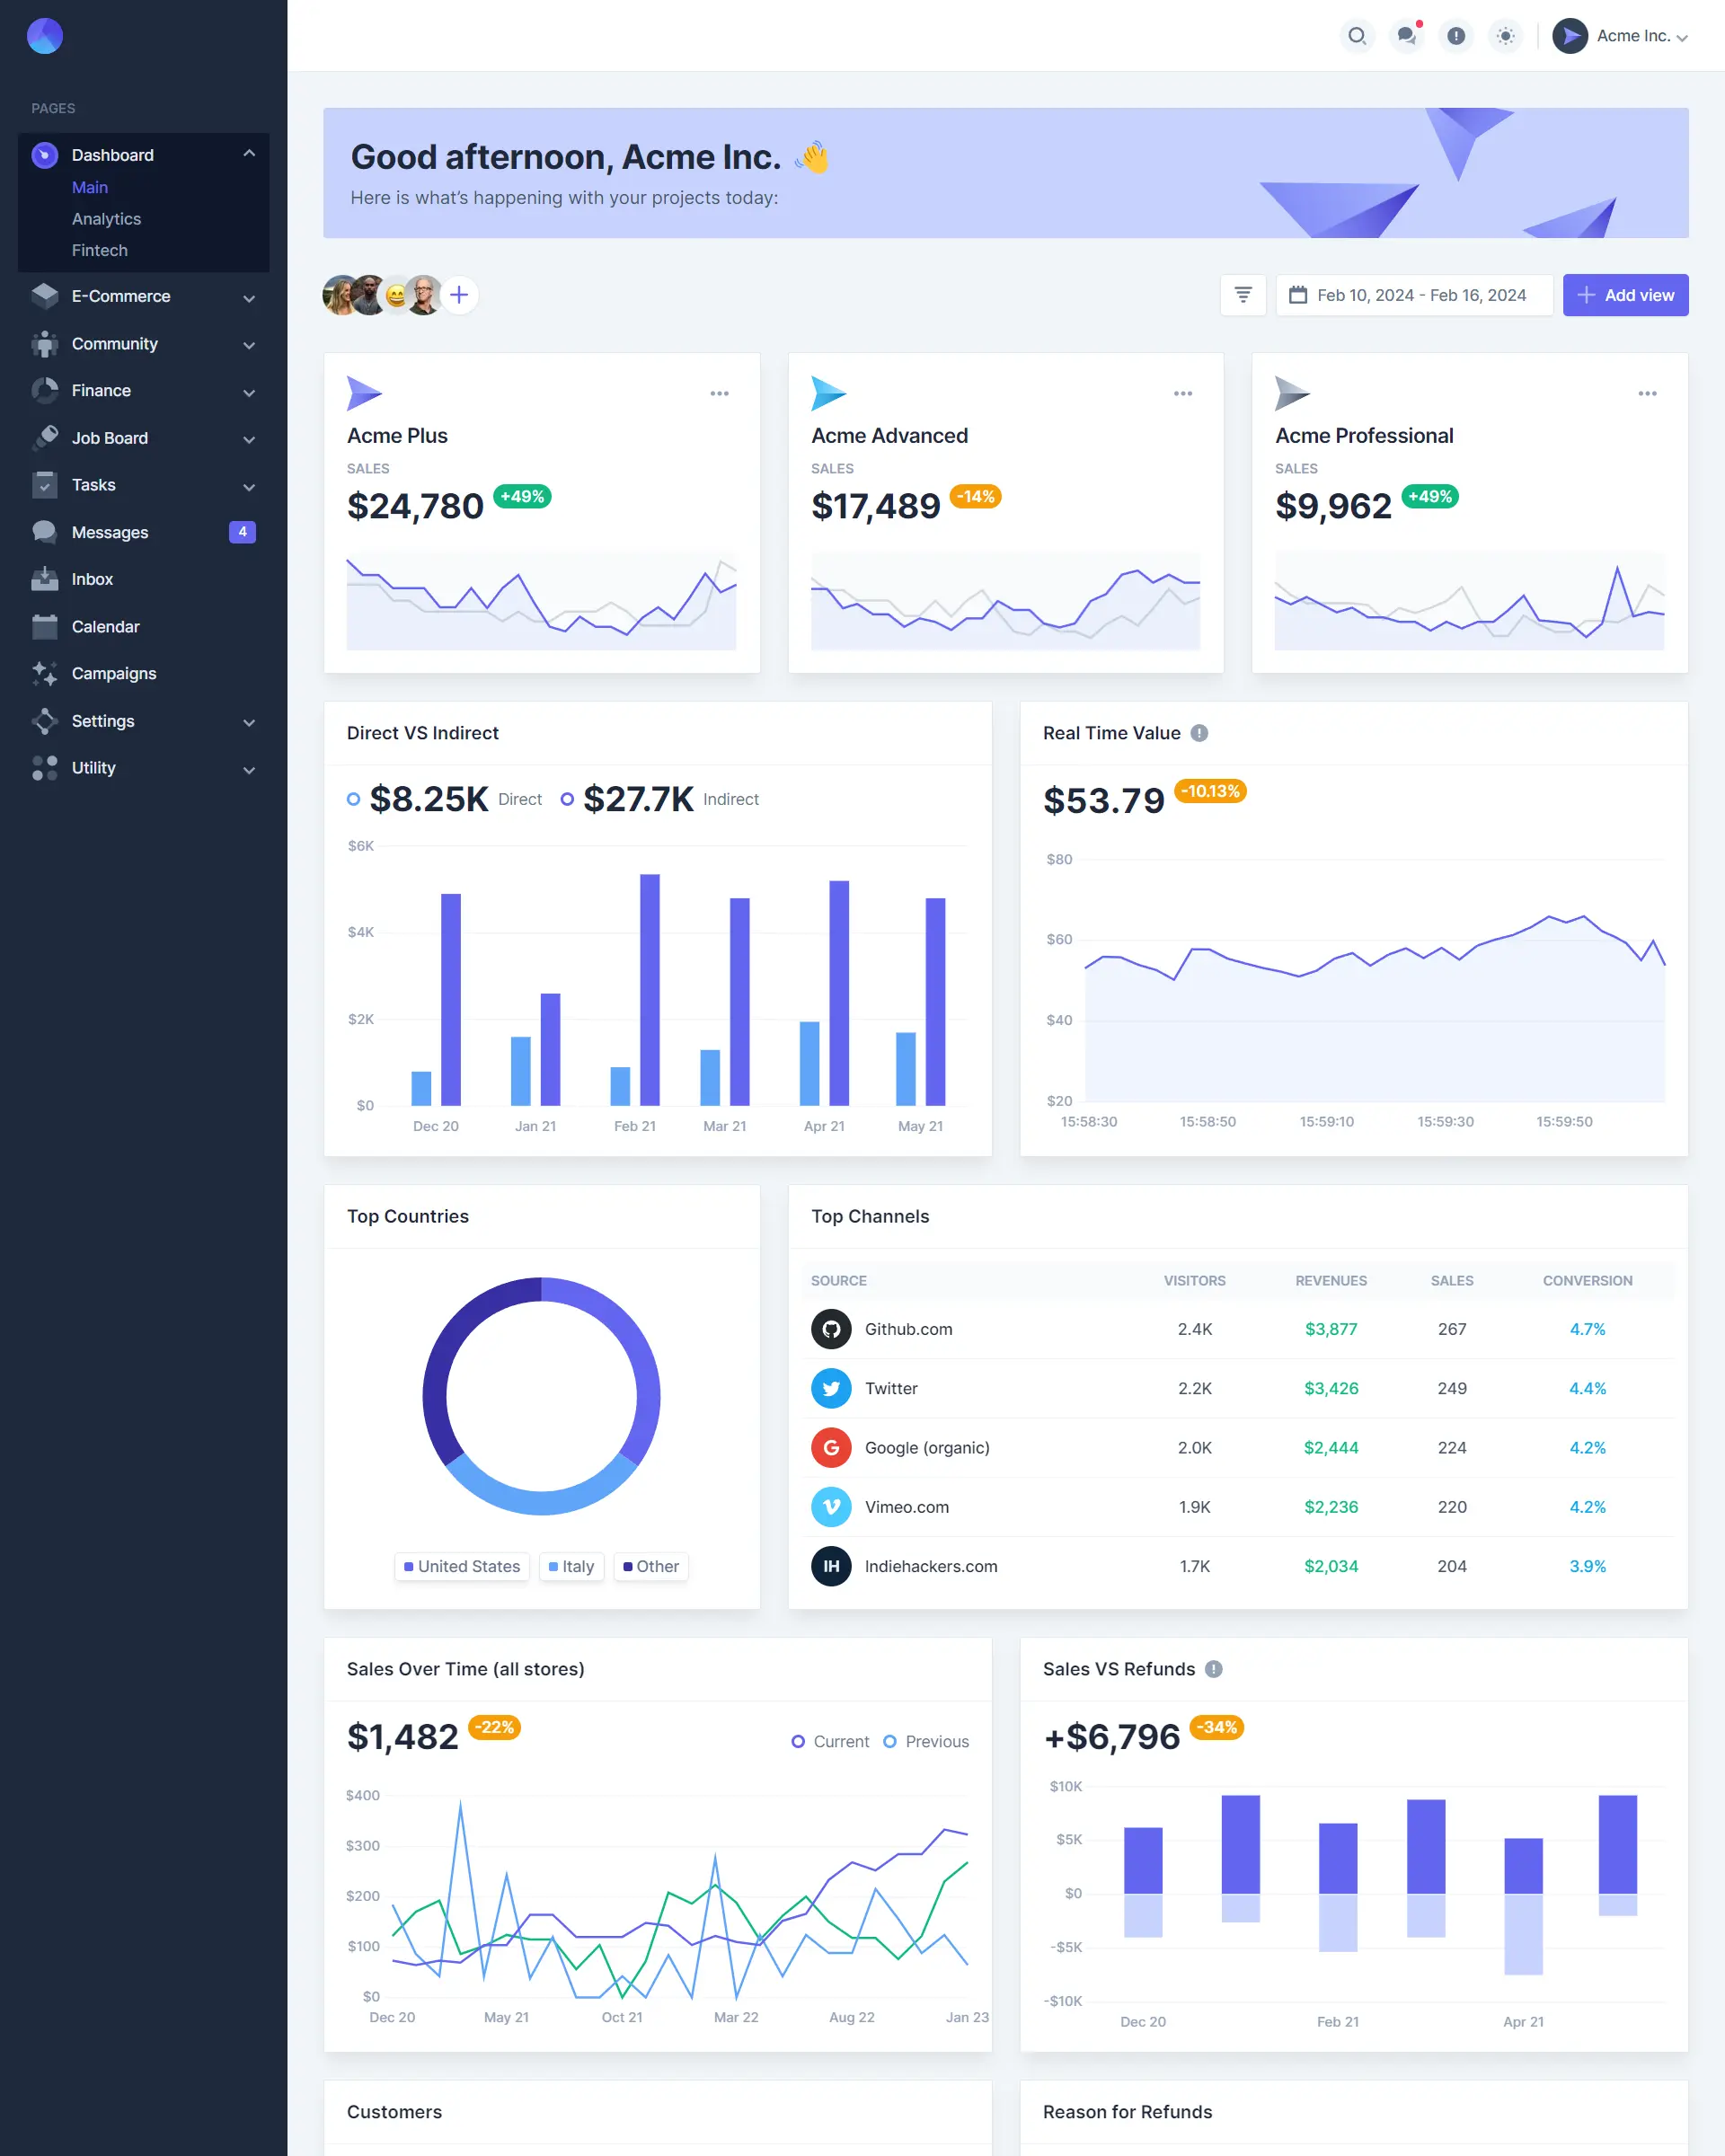 Acme Inc.
PAGES
Dashboard
Main
Analytics
Fintech
E-Commerce
Community
Finance
Job Board
Tasks
Messages 4
Inbox
Calendar
Campaigns
Settings
Utility
Good afternoon, Acme Inc. 👋
Here is what’s happening with your projects today:
Feb 10, 2024 - Feb 16, 2024
Add view
Acme Plus
SALES
$24,780 +49%
Acme Advanced
SALES
$17,489 -14%
Acme Professional
SALES
$9,962 +49%
Direct VS Indirect
$8.25K Direct $27.7K Indirect
$6K
$4K
$2K
$0
Dec 20 Jan 21 Feb 21 Mar 21 Apr 21 May 21
Real Time Value
$53.79 -10.13%
$80
$60
$40
$20
15:58:30 15:58:50 15:59:10 15:59:30 15:59:50
Top Countries
United States Italy Other
Top Channels
SOURCE VISITORS REVENUES SALES CONVERSION
Github.com 2.4K $3,877 267 4.7%
Twitter 2.2K $3,426 249 4.4%
G Google (organic) 2.0K $2,444 224 4.2%
Vimeo.com 1.9K $2,236 220 4.2%
IH Indiehackers.com 1.7K $2,034 204 3.9%
Sales Over Time (all stores)
$1,482 -22%
Current Previous
$400
$300
$200
$100
$0
Dec 20 May 21 Oct 21 Mar 22 Aug 22 Jan 23
Sales VS Refunds
+$6,796 -34%
$10K
$5K
$0
-$5K
-$10K
Dec 20 Feb 21 Apr 21
Customers
Reason for Refunds